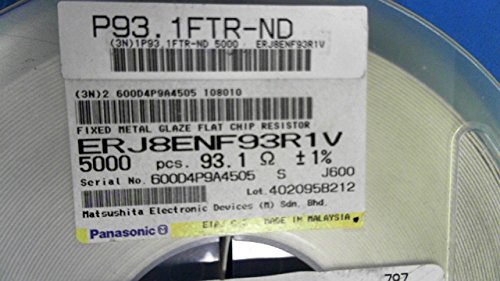 P93.1FTR-ND
(3N)1P93.1FTR-ND 5000 ERJ8ENF93R1V
(3N)2 600D4P9A4505 108010
FIXED METAL GLAZE FLAT CHIP RESISTOR
ERJ8ENF93R1V
5000 pcs. 93.1 Ω ±1%
Serial No. 600D4P9A4505 S J600
Lot. 4020958212
Matsushita Electronic Devices (M) Sdn. Bhd.
Panasonic MADE IN MALAYSIA
797